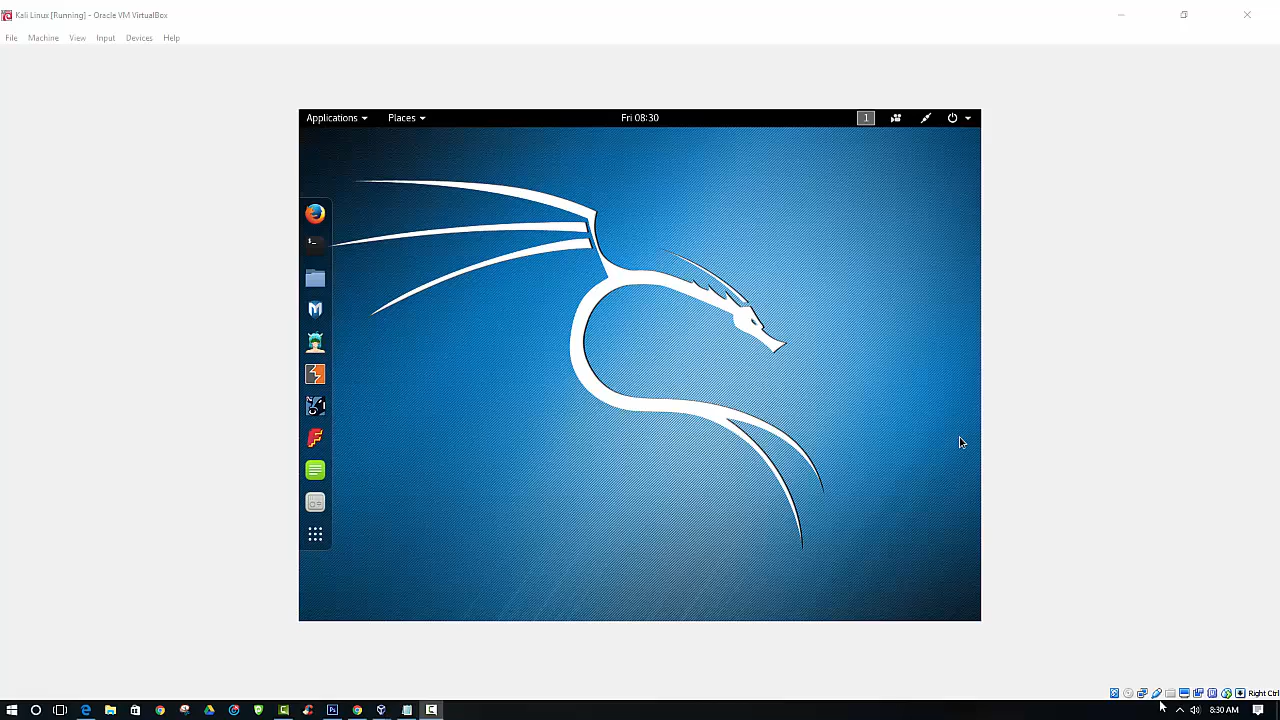 Kali Linux [Running] - Oracle VM VirtualBox
File Machine View Input Devices Help
Applications Places Fri 08:30 1
Right Ctrl
8:30 AM